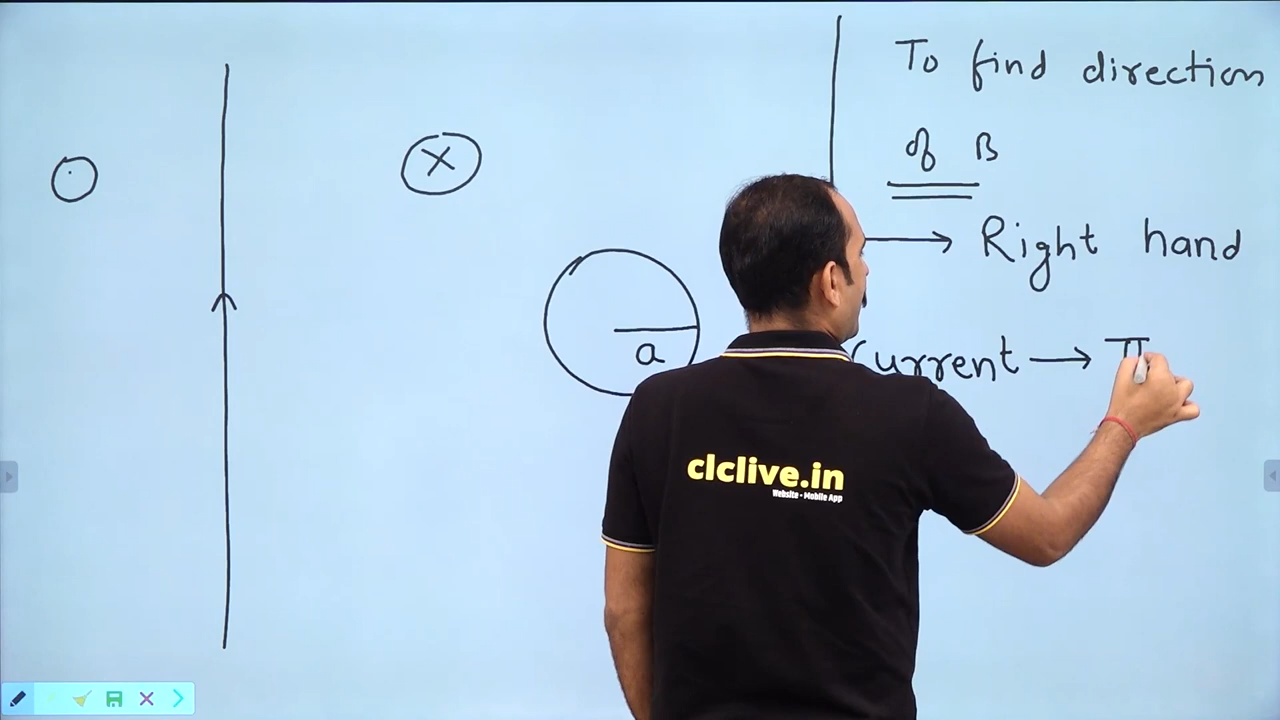 To find direction
of B
→ Right hand
a
Current →
clclive.in
Website • Mobile App